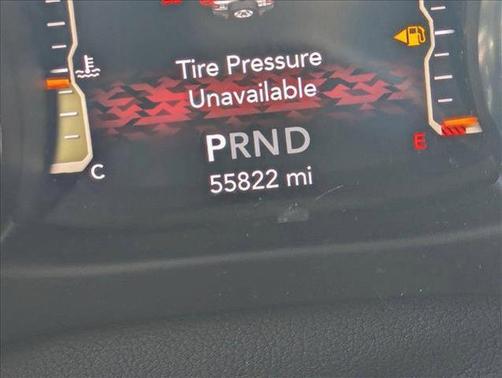 Tire Pressure
Unavailable
PRND
55822 mi
C
E